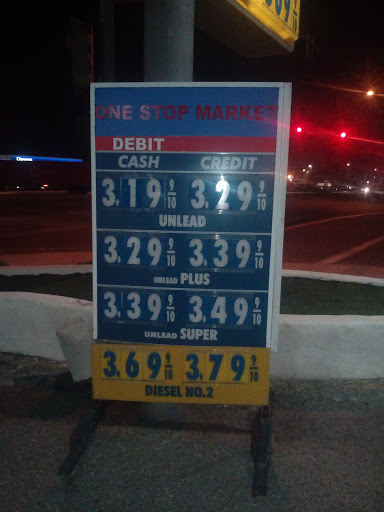 ONE STOP MARKET
DEBIT
CASH CREDIT
3.19 9/10 3.29 9/10
UNLEAD
3.29 9/10 3.39 9/10
UNLEAD PLUS
3.39 9/10 3.49 9/10
UNLEAD SUPER
3.69 9/10 3.79 9/10
DIESEL NO.2